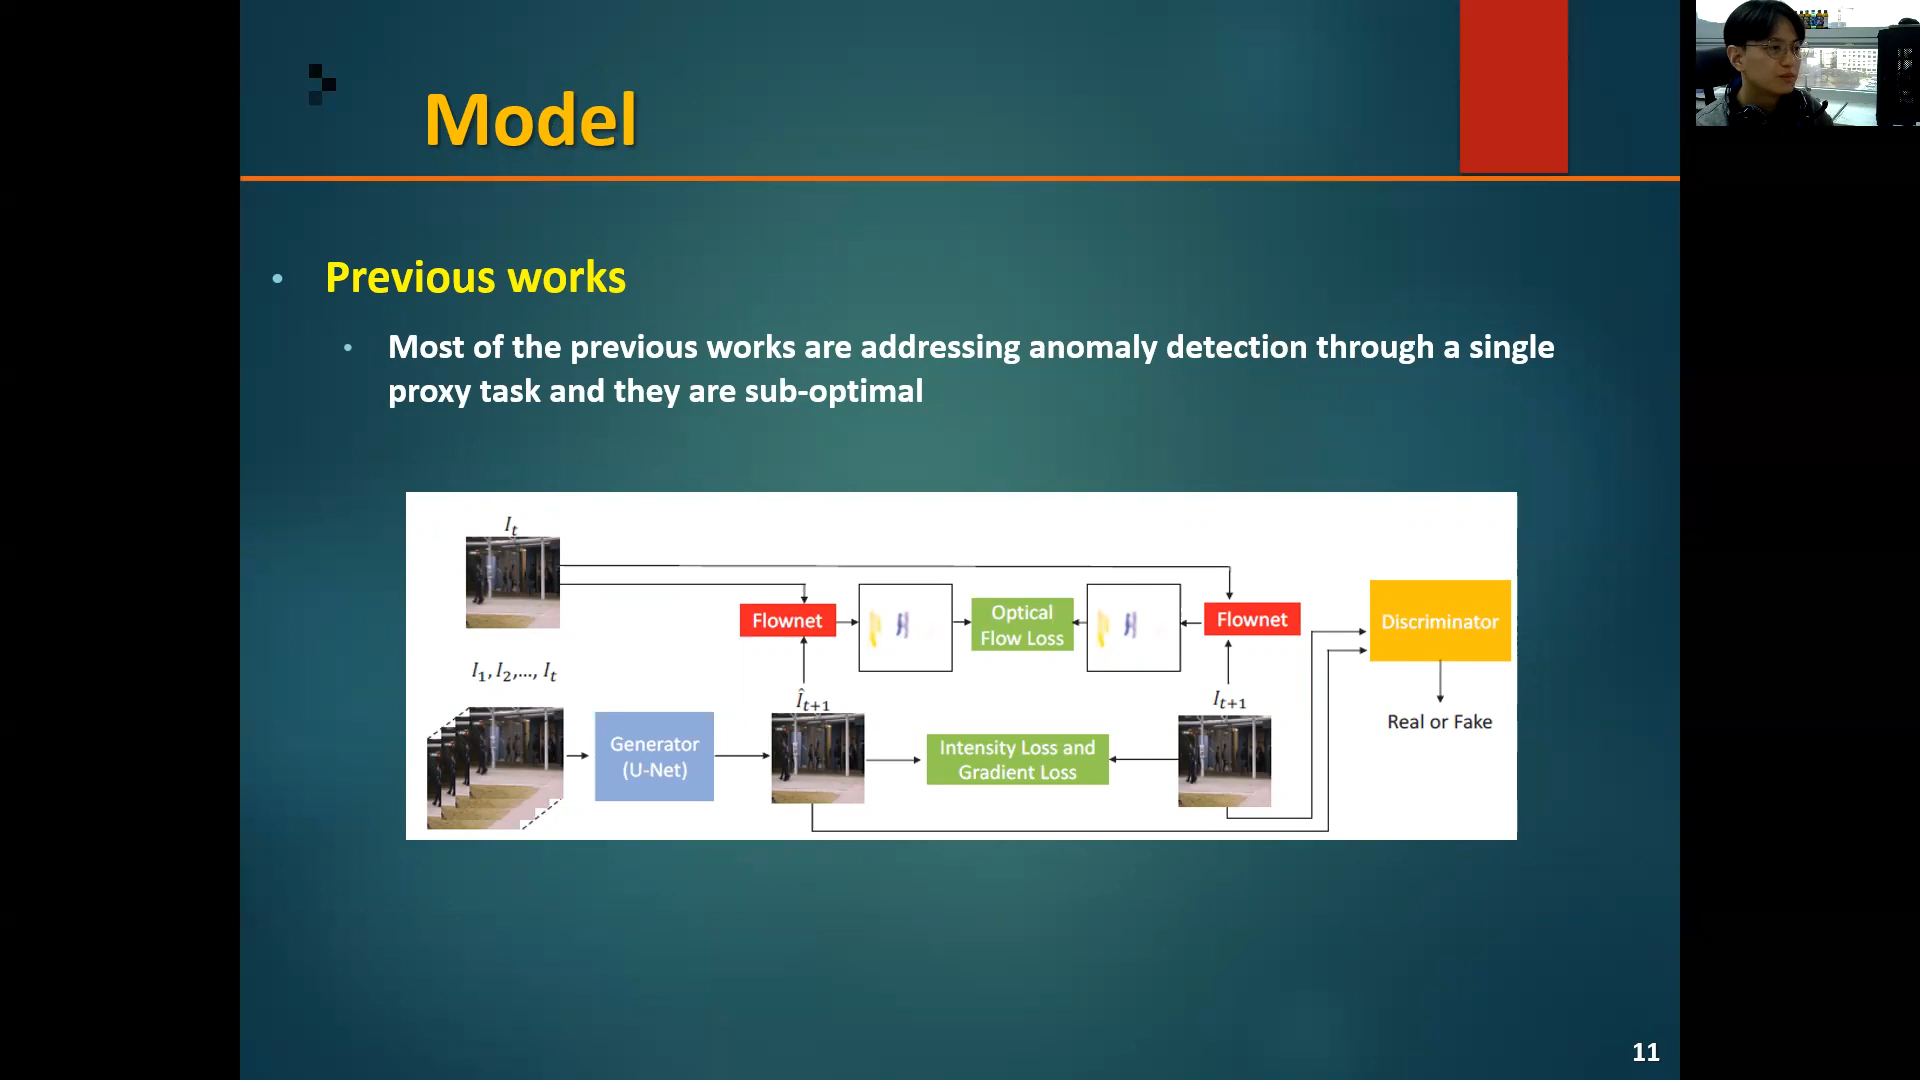 Model
Previous works
Most of the previous works are addressing anomaly detection through a single
proxy task and they are sub-optimal
I_t
Flownet
Optical
Flow Loss
Flownet
Discriminator
I_1, I_2,..., I_t
Î_{t+1}
I_{t+1}
Real or Fake
Generator
(U-Net)
Intensity Loss and
Gradient Loss
11